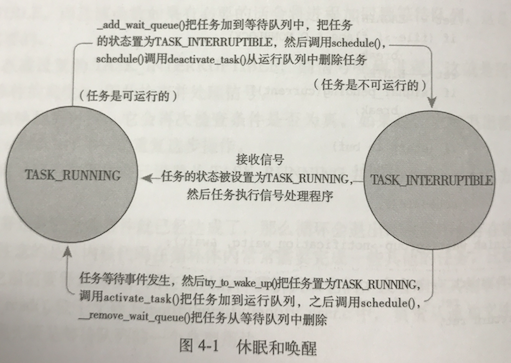 _add_wait_queue()把任务加到等待队列中，把任务
的状态置为TASK_INTERRUPTIBLE，然后调用schedule()，
schedule()调用deactivate_task()从运行队列中删除任务
（任务是可运行的）
（任务是不可运行的）
TASK_RUNNING
接收信号
任务的状态被设置为TASK_RUNNING，
然后任务执行信号处理程序
TASK_INTERRUPTIBLE
任务等待事件发生，然后try_to_wake_up()把任务置为TASK_RUNNING，
调用activate_task()把任务加到运行队列，之后调用schedule()，
__remove_wait_queue()把任务从等待队列中删除
图 4-1 休眠和唤醒